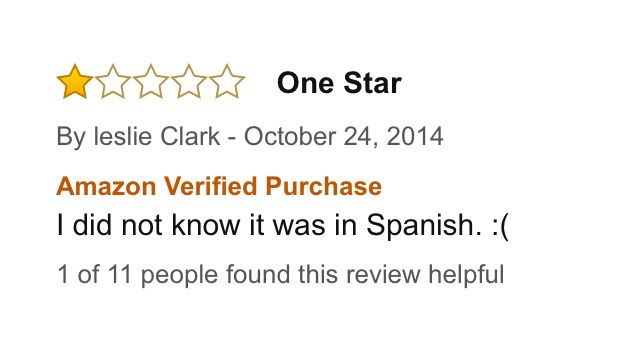 One Star
By leslie Clark - October 24, 2014
Amazon Verified Purchase
I did not know it was in Spanish. :(
1 of 11 people found this review helpful